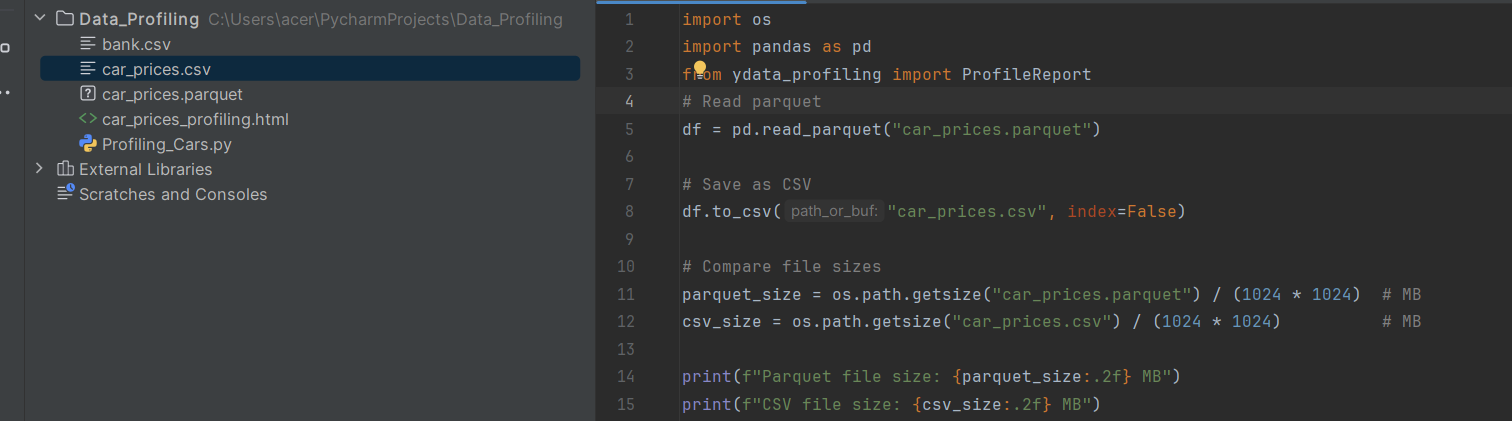 Data_Profiling C:\Users\acer\PycharmProjects\Data_Profiling
bank.csv
car_prices.csv
car_prices.parquet
car_prices_profiling.html
Profiling_Cars.py
External Libraries
Scratches and Consoles
1 import os
2 import pandas as pd
3 from ydata_profiling import ProfileReport
4 # Read parquet
5 df = pd.read_parquet("car_prices.parquet")
6
7 # Save as CSV
8 df.to_csv( path_or_buf: "car_prices.csv", index=False)
9
10 # Compare file sizes
11 parquet_size = os.path.getsize("car_prices.parquet") / (1024 * 1024)  # MB
12 csv_size = os.path.getsize("car_prices.csv") / (1024 * 1024)          # MB
13
14 print(f"Parquet file size: {parquet_size:.2f} MB")
15 print(f"CSV file size: {csv_size:.2f} MB")